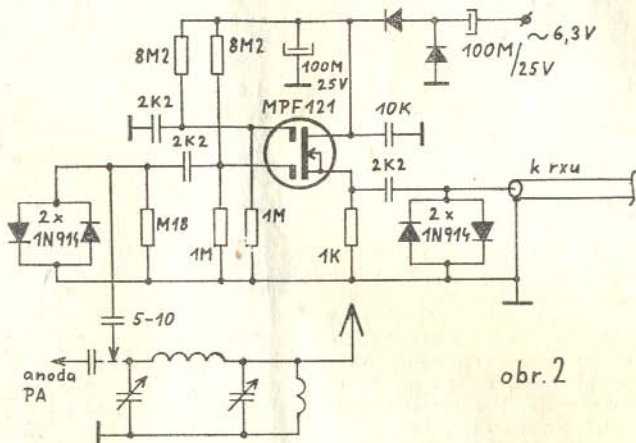 8M2
8M2
100M
25V
100M/
25V
~6,3V
MPF121
2K2
2K2
10K
2K2
k rxu
2x
1N914
M18
1M
1M
1K
2x
1N914
5-10
anoda
PA
obr.2